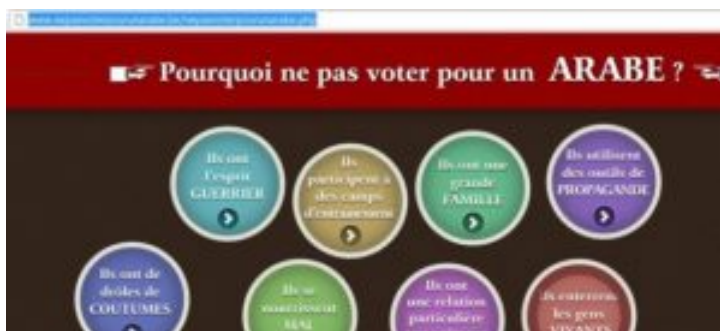 Pourquoi ne pas voter pour un ARABE ?
Ils ont
l'esprit
GUERRIER
Ils
participent à
des camps
d'entrainement
Ils ont une
grande
FAMILLE
Ils utilisent
des outils de
PROPAGANDE
Ils ont de
drôles de
COUTUMES
Ils se
nourrissent
MAL
Ils ont
une relation
particulière
Ils enterrent
les gens
VIVANTS